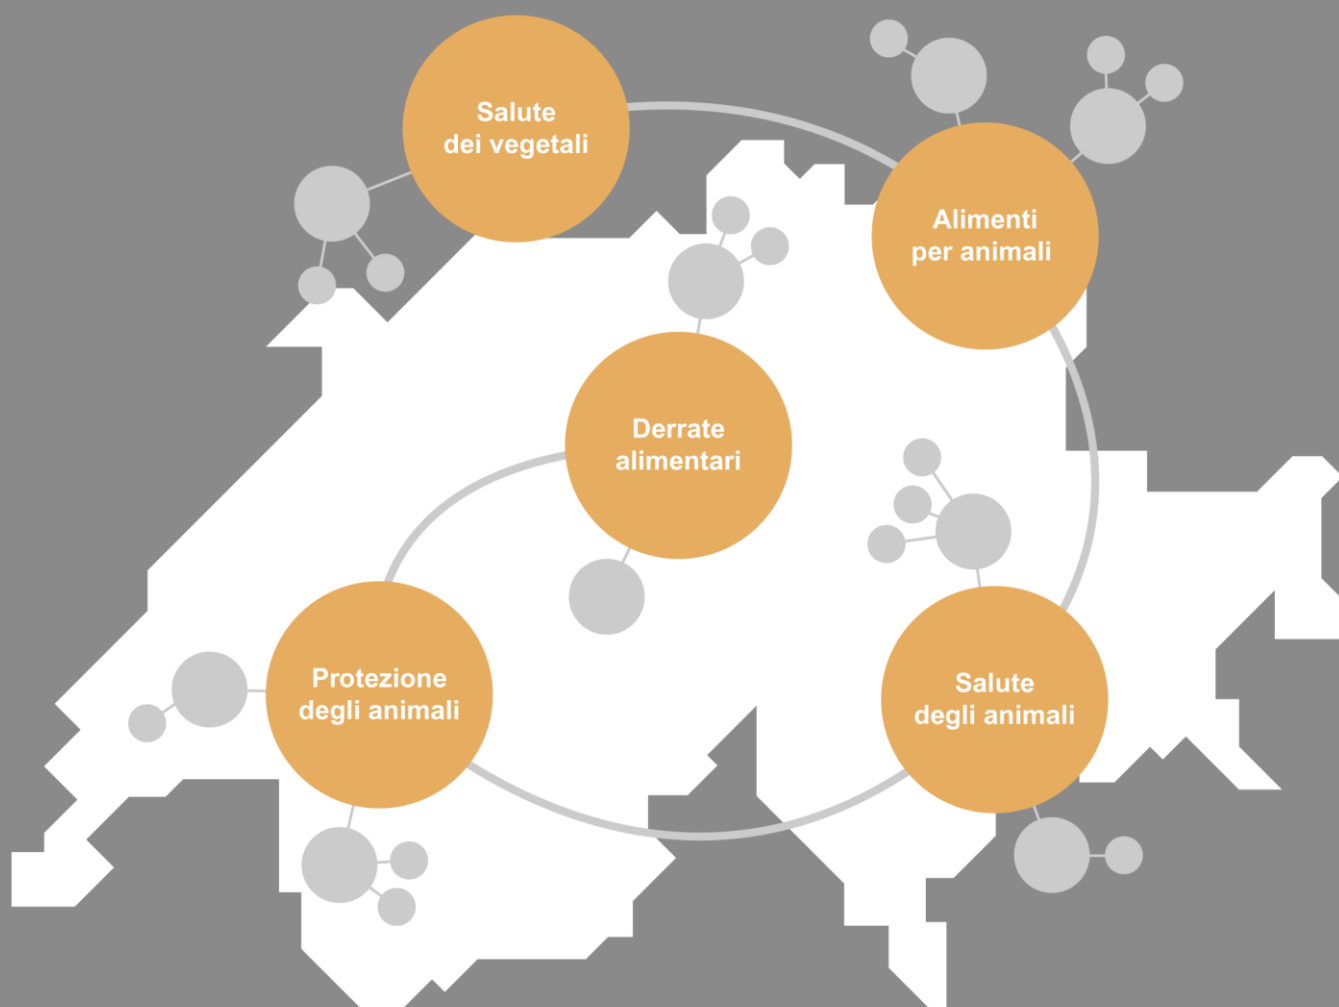 Salute
dei vegetali
Alimenti
per animali
Derrate
alimentari
Protezione
degli animali
Salute
degli animali